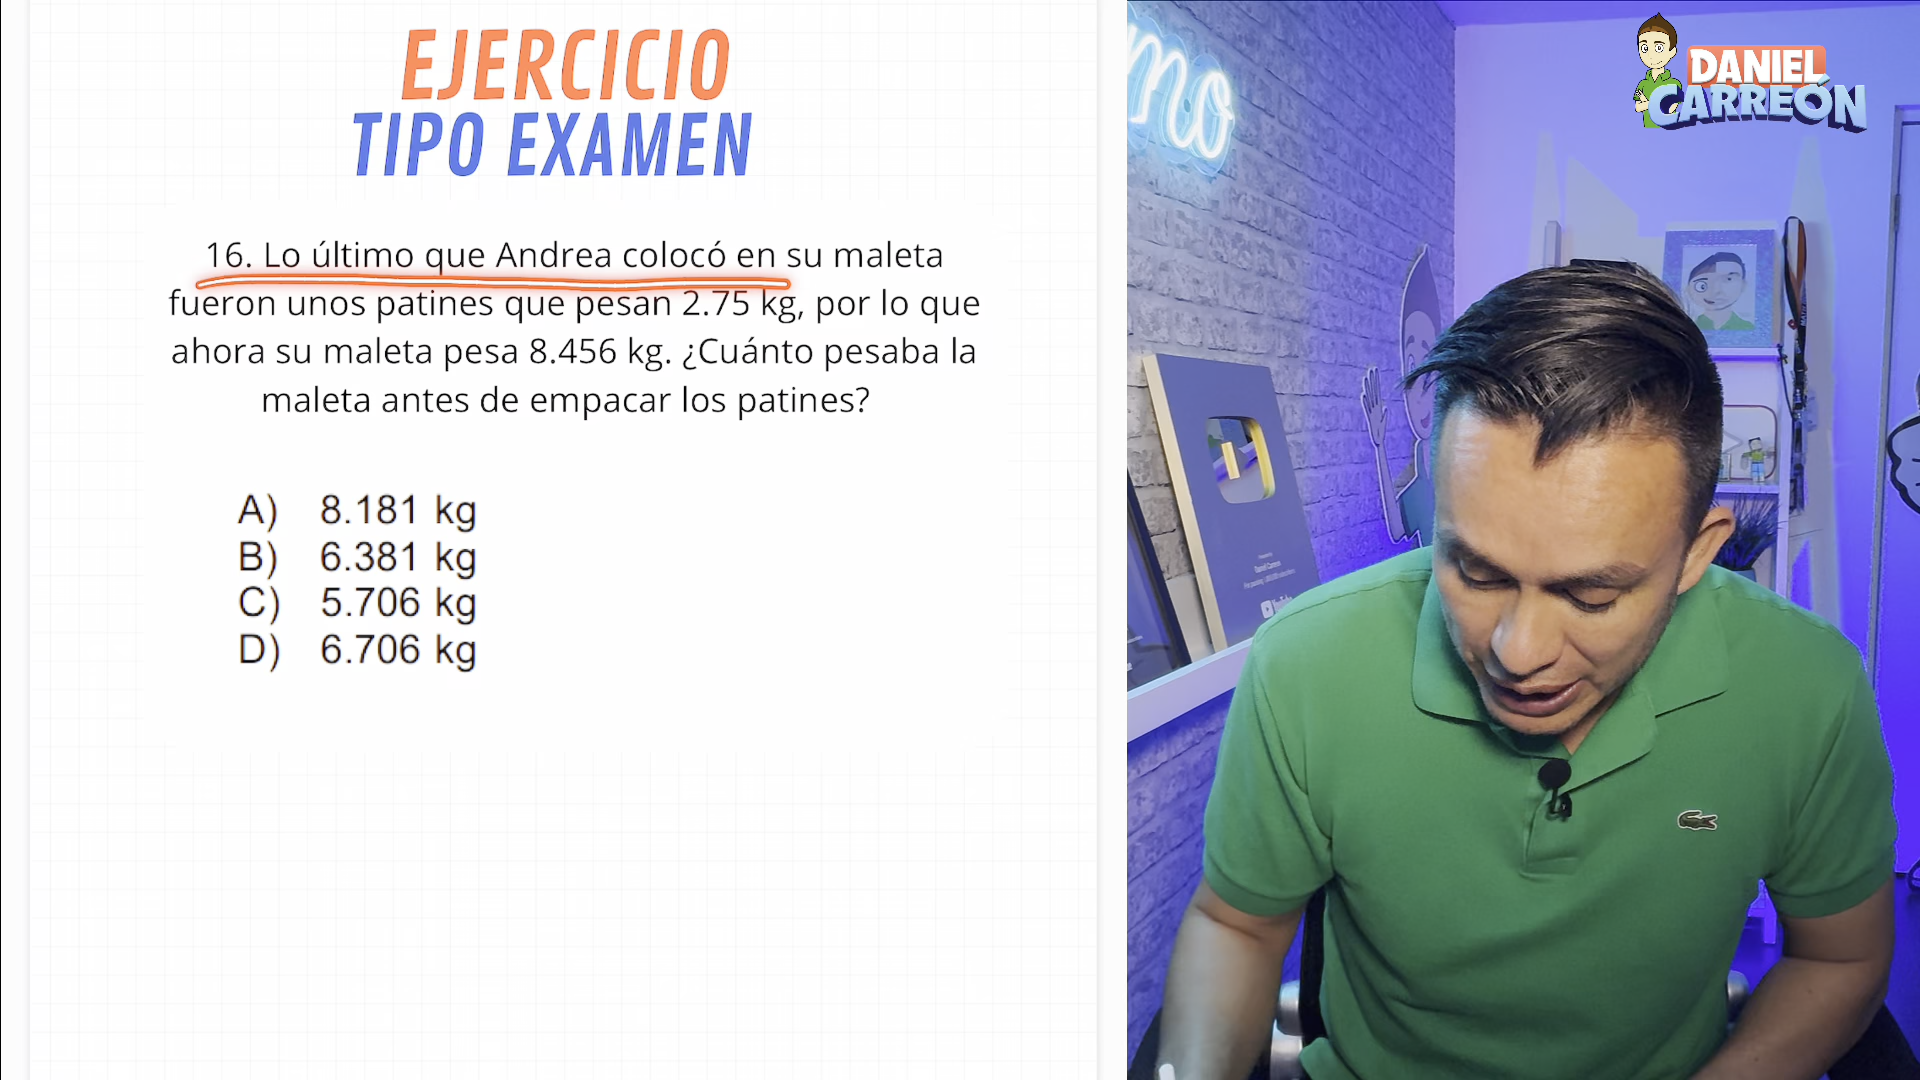 EJERCICIO
TIPO EXAMEN
16. Lo último que Andrea colocó en su maleta
fueron unos patines que pesan 2.75 kg, por lo que
ahora su maleta pesa 8.456 kg. ¿Cuánto pesaba la
maleta antes de empacar los patines?
A) 8.181 kg
B) 6.381 kg
C) 5.706 kg
D) 6.706 kg
DANIEL
CARREÓN